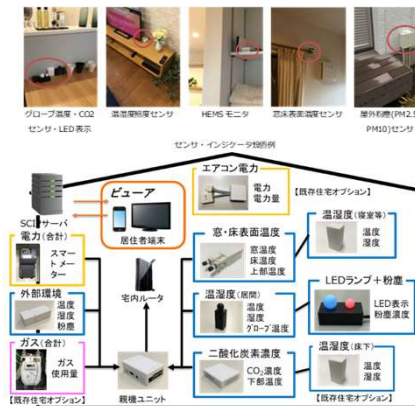 グローブ温度・CO2
センサ・LED表示
温湿度照度センサ
HEMSモニタ
窓床表面温度センサ
屋外粉塵(PM2.5
PM10)センサ
センサ・インジケータ設置例
エアコン電力
電力
電力量
【既存住宅オプション】
ビューア
居住者端末
SCIMサーバ
電力(合計)
スマー
トメー
ター
窓・床表面温度
窓温度
床温度
上部温度
温湿度(寝室等)
温度
湿度
外部環境
温度
湿度
粉塵
宅内ルータ
温湿度(居間)
温度
湿度
グローブ温度
LEDランプ+粉塵
LED表示
粉塵濃度
ガス(合計)
ガス
使用量
【既存住宅オプション】
親機ユニット
二酸化炭素濃度
CO₂濃度
下部温度
温湿度(床下)
温度
湿度
【既存住宅オプション】